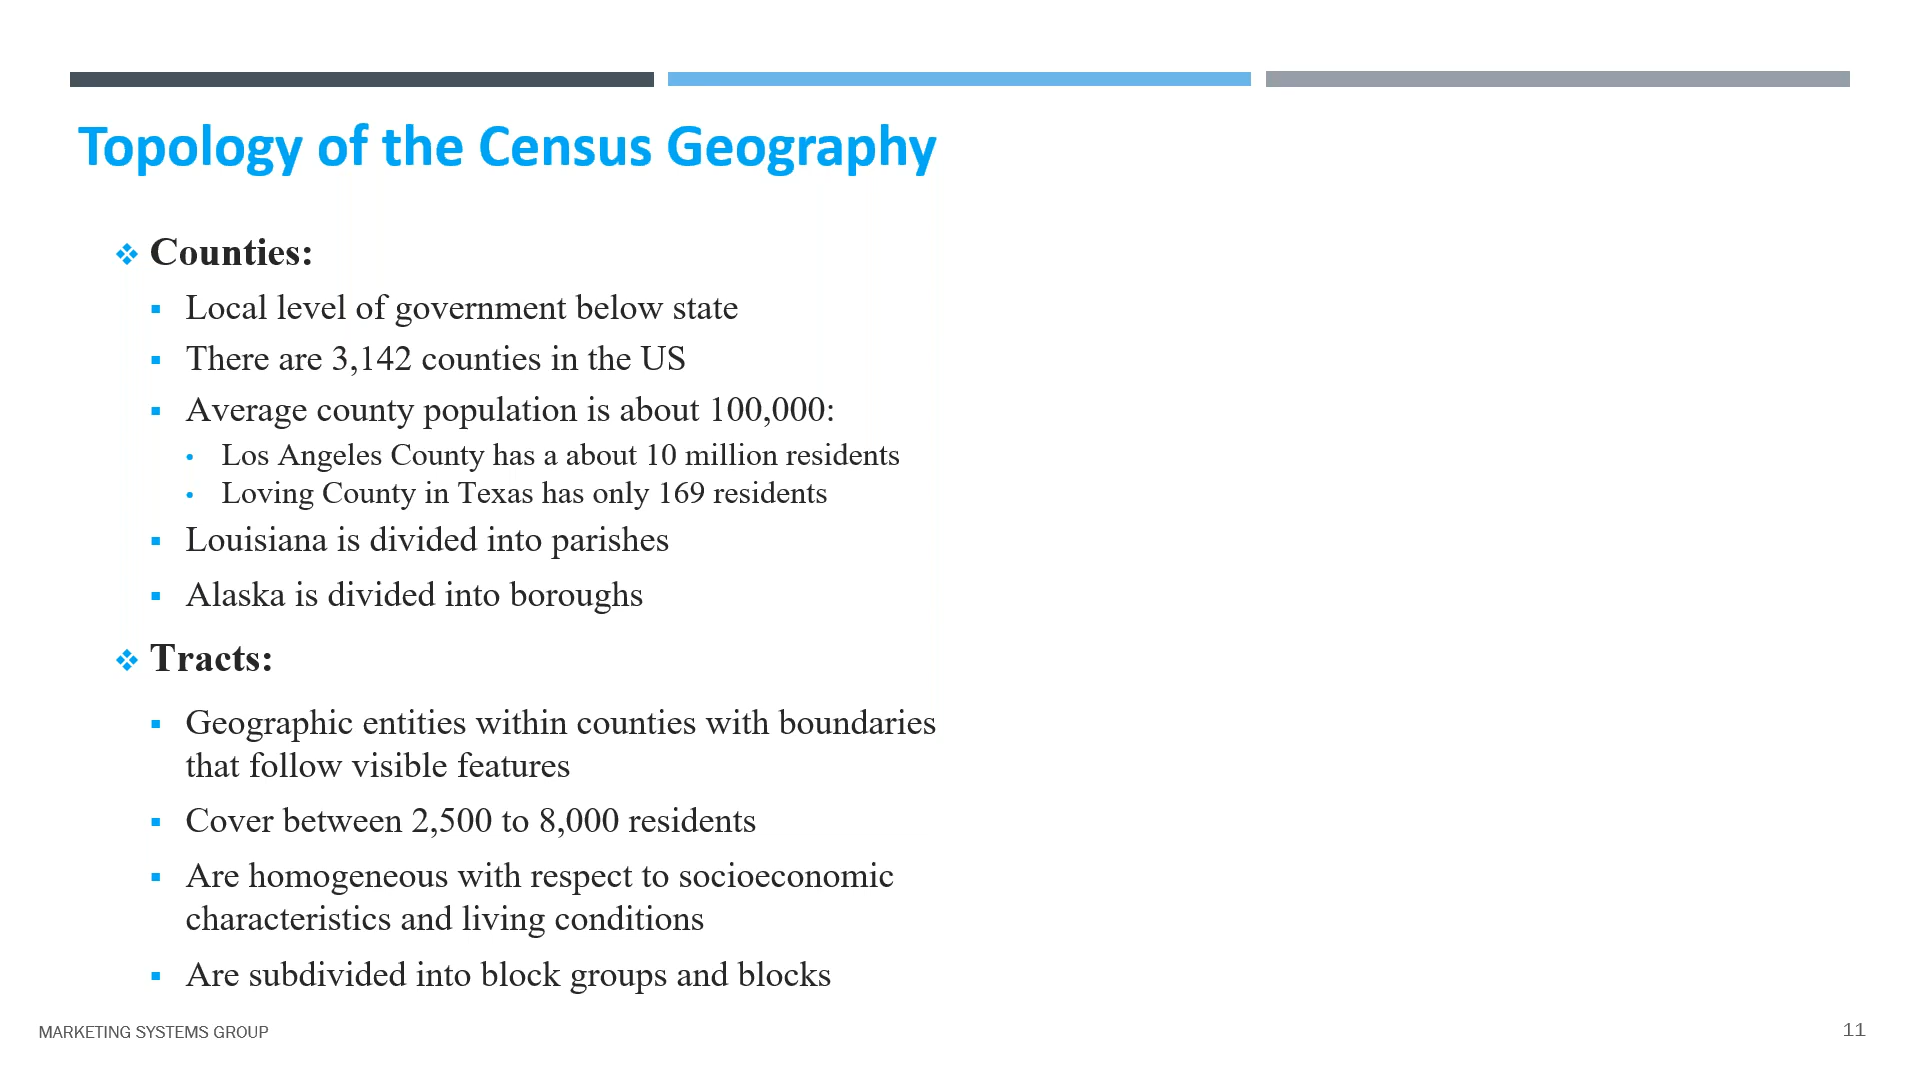 Topology of the Census Geography
Counties:
Local level of government below state
There are 3,142 counties in the US
Average county population is about 100,000:
Los Angeles County has a about 10 million residents
Loving County in Texas has only 169 residents
Louisiana is divided into parishes
Alaska is divided into boroughs
Tracts:
Geographic entities within counties with boundaries
that follow visible features
Cover between 2,500 to 8,000 residents
Are homogeneous with respect to socioeconomic
characteristics and living conditions
Are subdivided into block groups and blocks
MARKETING SYSTEMS GROUP
11